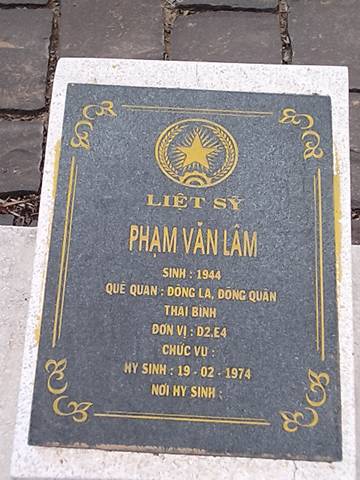 LIỆT SỸ
PHẠM VĂN LÂM
SINH : 1944
QUÊ QUÁN : ĐÔNG LA, ĐÔNG QUAN
THÁI BÌNH
ĐƠN VỊ : D2,E4
CHỨC VỤ :
HY SINH : 19 - 02 - 1974
NƠI HY SINH :